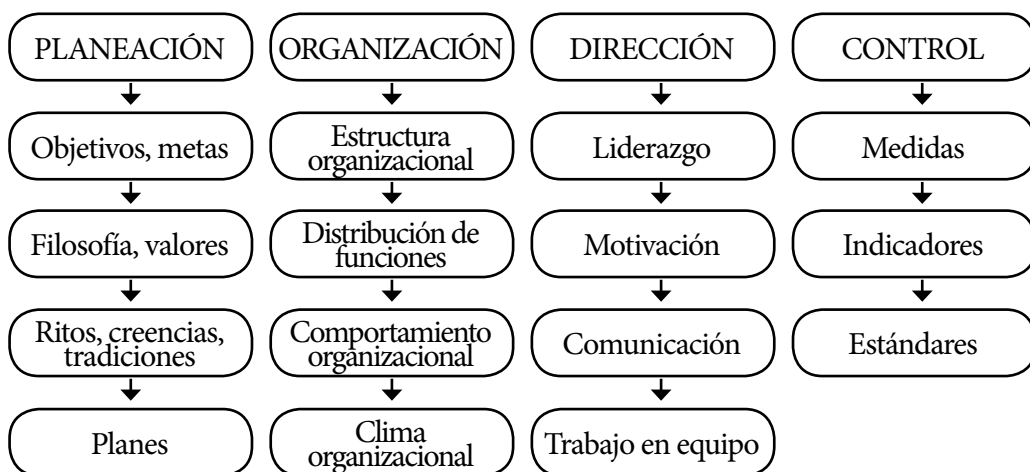 PLANEACIÓN
Objetivos, metas
Filosofía, valores
Ritos, creencias,
tradiciones
Planes
ORGANIZACIÓN
Estructura
organizacional
Distribución de
funciones
Comportamiento
organizacional
Clima
organizacional
DIRECCIÓN
Liderazgo
Motivación
Comunicación
Trabajo en equipo
CONTROL
Medidas
Indicadores
Estándares